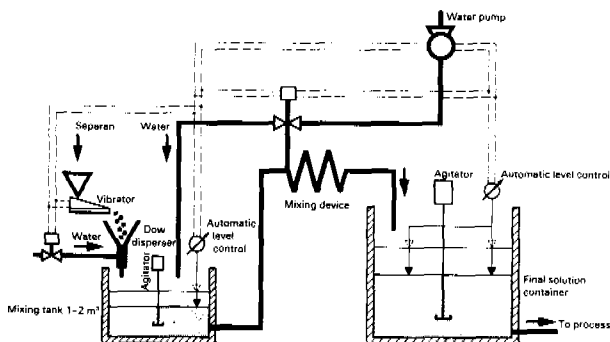 Water pump
Separan
Water
Vibrator
Mixing device
Agitator
Automatic level control
Water
Dow
disperser
Automatic
level
control
Agitator
Mixing tank 1-2 m³
Final solution
container
To process